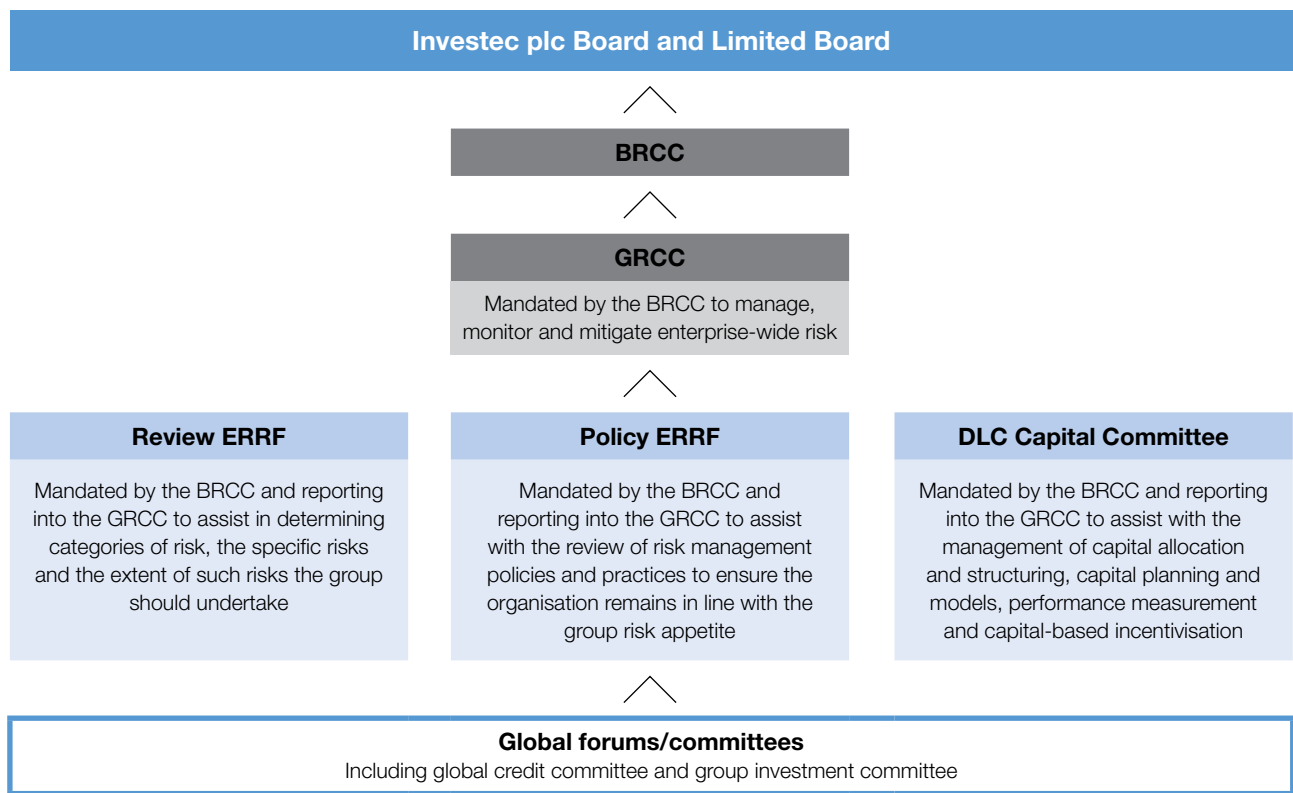 Investec plc Board and Limited Board
BRCC
GRCC
Mandated by the BRCC to manage,
monitor and mitigate enterprise-wide risk
Review ERRF
Mandated by the BRCC and reporting
into the GRCC to assist in determining
categories of risk, the specific risks
and the extent of such risks the group
should undertake
Policy ERRF
Mandated by the BRCC and
reporting into the GRCC to assist
with the review of risk management
policies and practices to ensure the
organisation remains in line with the
group risk appetite
DLC Capital Committee
Mandated by the BRCC and reporting
into the GRCC to assist with the
management of capital allocation
and structuring, capital planning and
models, performance measurement
and capital-based incentivisation
Global forums/committees
Including global credit committee and group investment committee